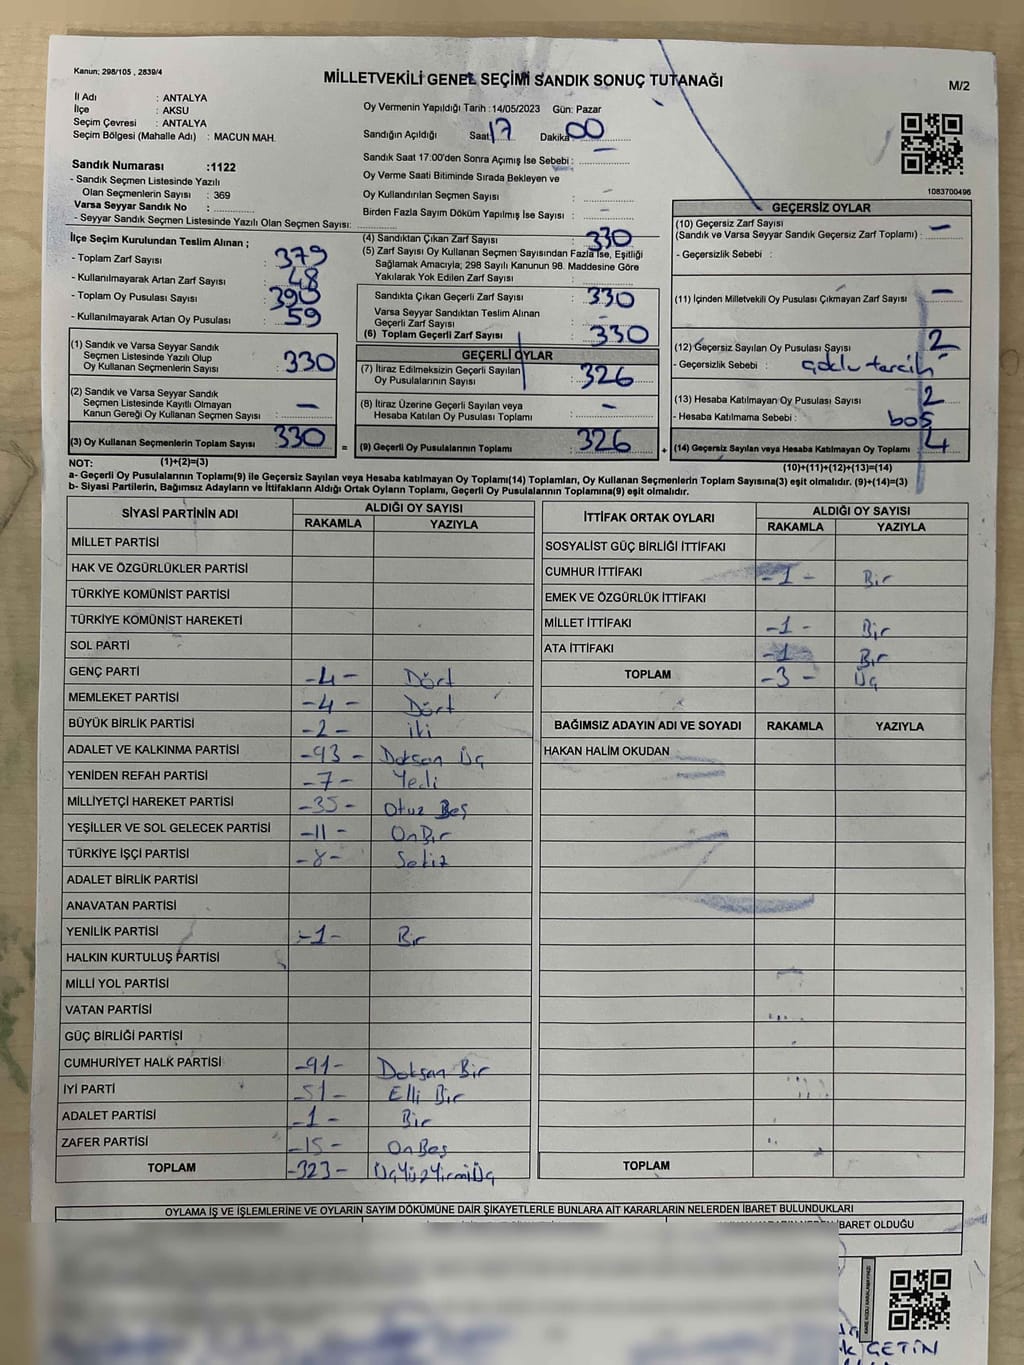 Kanun; 298/105 , 2839/4
MİLLETVEKİLİ GENEL SEÇİMİ SANDIK SONUÇ TUTANAĞI
M/2
İl Adı : ANTALYA
İlçe : AKSU
Seçim Çevresi : ANTALYA
Seçim Bölgesi (Mahalle Adı) : MACUN MAH.
Oy Vermenin Yapıldığı Tarih :14/05/2023 Gün: Pazar
Sandığın Açıldığı Saat 17 Dakika 00
Sandık Saat 17:00'den Sonra Açımış İse Sebebi :
Oy Verme Saati Bitiminde Sırada Bekleyen ve
Oy Kullandırılan Seçmen Sayısı : -
Birden Fazla Sayım Döküm Yapılmış İse Sayısı : -
Sandık Numarası :1122
- Sandık Seçmen Listesinde Yazılı
Olan Seçmenlerin Sayısı : 369
Varsa Seyyar Sandık No :
- Seyyar Sandık Seçmen Listesinde Yazılı Olan Seçmen Sayısı:
1083700496
İlçe Seçim Kurulundan Teslim Alınan ;
- Toplam Zarf Sayısı : 379
- Kullanılmayarak Artan Zarf Sayısı : 48
- Toplam Oy Pusulası Sayısı : 390
- Kullanılmayarak Artan Oy Pusulası : 59
(1) Sandık ve Varsa Seyyar Sandık
Seçmen Listesinde Yazılı Olup
Oy Kullanan Seçmenlerin Sayısı : 330
(2) Sandık ve Varsa Seyyar Sandık
Seçmen Listesinde Kayıtlı Olmayan
Kanun Gereği Oy Kullanan Seçmen Sayısı : -
(3) Oy Kullanan Seçmenlerin Toplam Sayısı 330
(4) Sandıktan Çıkan Zarf Sayısı : 330
(5) Zarf Sayısı Oy Kullanan Seçmen Sayısından Fazla İse, Eşitliği
Sağlamak Amacıyla; 298 Sayılı Kanunun 98. Maddesine Göre
Yakılarak Yok Edilen Zarf Sayısı :
Sandıkta Çıkan Geçerli Zarf Sayısı : 330
Varsa Seyyar Sandıktan Teslim Alınan
Geçerli Zarf Sayısı : -
(6) Toplam Geçerli Zarf Sayısı : 330
GEÇERLİ OYLAR
(7) İtiraz Edilmeksizin Geçerli Sayılan
Oy Pusulalarının Sayısı : 326
(8) İtiraz Üzerine Geçerli Sayılan veya
Hesaba Katılan Oy Pusulası Toplamı : -
= (9) Geçerli Oy Pusulalarının Toplamı : 326
GEÇERSİZ OYLAR
(10) Geçersiz Zarf Sayısı
(Sandık ve Varsa Seyyar Sandık Geçersiz Zarf Toplamı) : -
- Geçersizlik Sebebi :
(11) İçinden Milletvekili Oy Pusulası Çıkmayan Zarf Sayısı : -
(12) Geçersiz Sayılan Oy Pusulası Sayısı : 2
- Geçersizlik Sebebi : çoklu tercih
(13) Hesaba Katılmayan Oy Pusulası Sayısı : 2
- Hesaba Katılmama Sebebi : boş
+ (14) Geçersiz Sayılan veya Hesaba Katılmayan Oy Toplamı : 4
NOT: (1)+(2)=(3)
(10)+(11)+(12)+(13)=(14)
a- Geçerli Oy Pusulalarının Toplamı(9) ile Geçersiz Sayılan veya Hesaba katılmayan Oy Toplamı(14) Toplamları, Oy Kullanan Seçmenlerin Toplam Sayısına(3) eşit olmalıdır. (9)+(14)=(3)
b- Siyasi Partilerin, Bağımsız Adayların ve İttifakların Aldığı Ortak Oyların Toplamı, Geçerli Oy Pusulalarının Toplamına(9) eşit olmalıdır.
SİYASİ PARTİNİN ADI ALDIĞI OY SAYISI
RAKAMLA YAZIYLA
MİLLET PARTİSİ
HAK VE ÖZGÜRLÜKLER PARTİSİ
TÜRKİYE KOMÜNİST PARTİSİ
TÜRKİYE KOMÜNİST HAREKETİ
SOL PARTİ
GENÇ PARTİ -4- Dört
MEMLEKET PARTİSİ -4- Dört
BÜYÜK BİRLİK PARTİSİ -2- iki
ADALET VE KALKINMA PARTİSİ -93- Doksan Üç
YENİDEN REFAH PARTİSİ -7- Yedi
MİLLİYETÇİ HAREKET PARTİSİ -35- Otuz Beş
YEŞİLLER VE SOL GELECEK PARTİSİ -11- OnBir
TÜRKİYE İŞÇİ PARTİSİ -8- Sekiz
ADALET BİRLİK PARTİSİ
ANAVATAN PARTİSİ
YENİLİK PARTİSİ -1- Bir
HALKIN KURTULUŞ PARTİSİ
MİLLİ YOL PARTİSİ
VATAN PARTİSİ
GÜÇ BİRLİĞİ PARTİSİ
CUMHURİYET HALK PARTİSİ -91- Doksan Bir
İYİ PARTİ -51- Elli Bir
ADALET PARTİSİ -1- Bir
ZAFER PARTİSİ -15- OnBeş
TOPLAM -323- ÜçYüzYirmiÜç
İTTİFAK ORTAK OYLARI ALDIĞI OY SAYISI
RAKAMLA YAZIYLA
SOSYALİST GÜÇ BİRLİĞİ İTTİFAKI
CUMHUR İTTİFAKI -1- Bir
EMEK VE ÖZGÜRLÜK İTTİFAKI
MİLLET İTTİFAKI -1- Bir
ATA İTTİFAKI -1 Bir
TOPLAM -3- Üç
BAĞIMSIZ ADAYIN ADI VE SOYADI RAKAMLA YAZIYLA
HAKAN HALİM OKUDAN
TOPLAM
OYLAMA İŞ VE İŞLEMLERİNE VE OYLARIN SAYIM DÖKÜMÜNE DAİR ŞİKAYETLERLE BUNLARA AİT KARARLARIN NELERDEN İBARET BULUNDUKLARI
İBARET OLDUĞU
ÇETİN